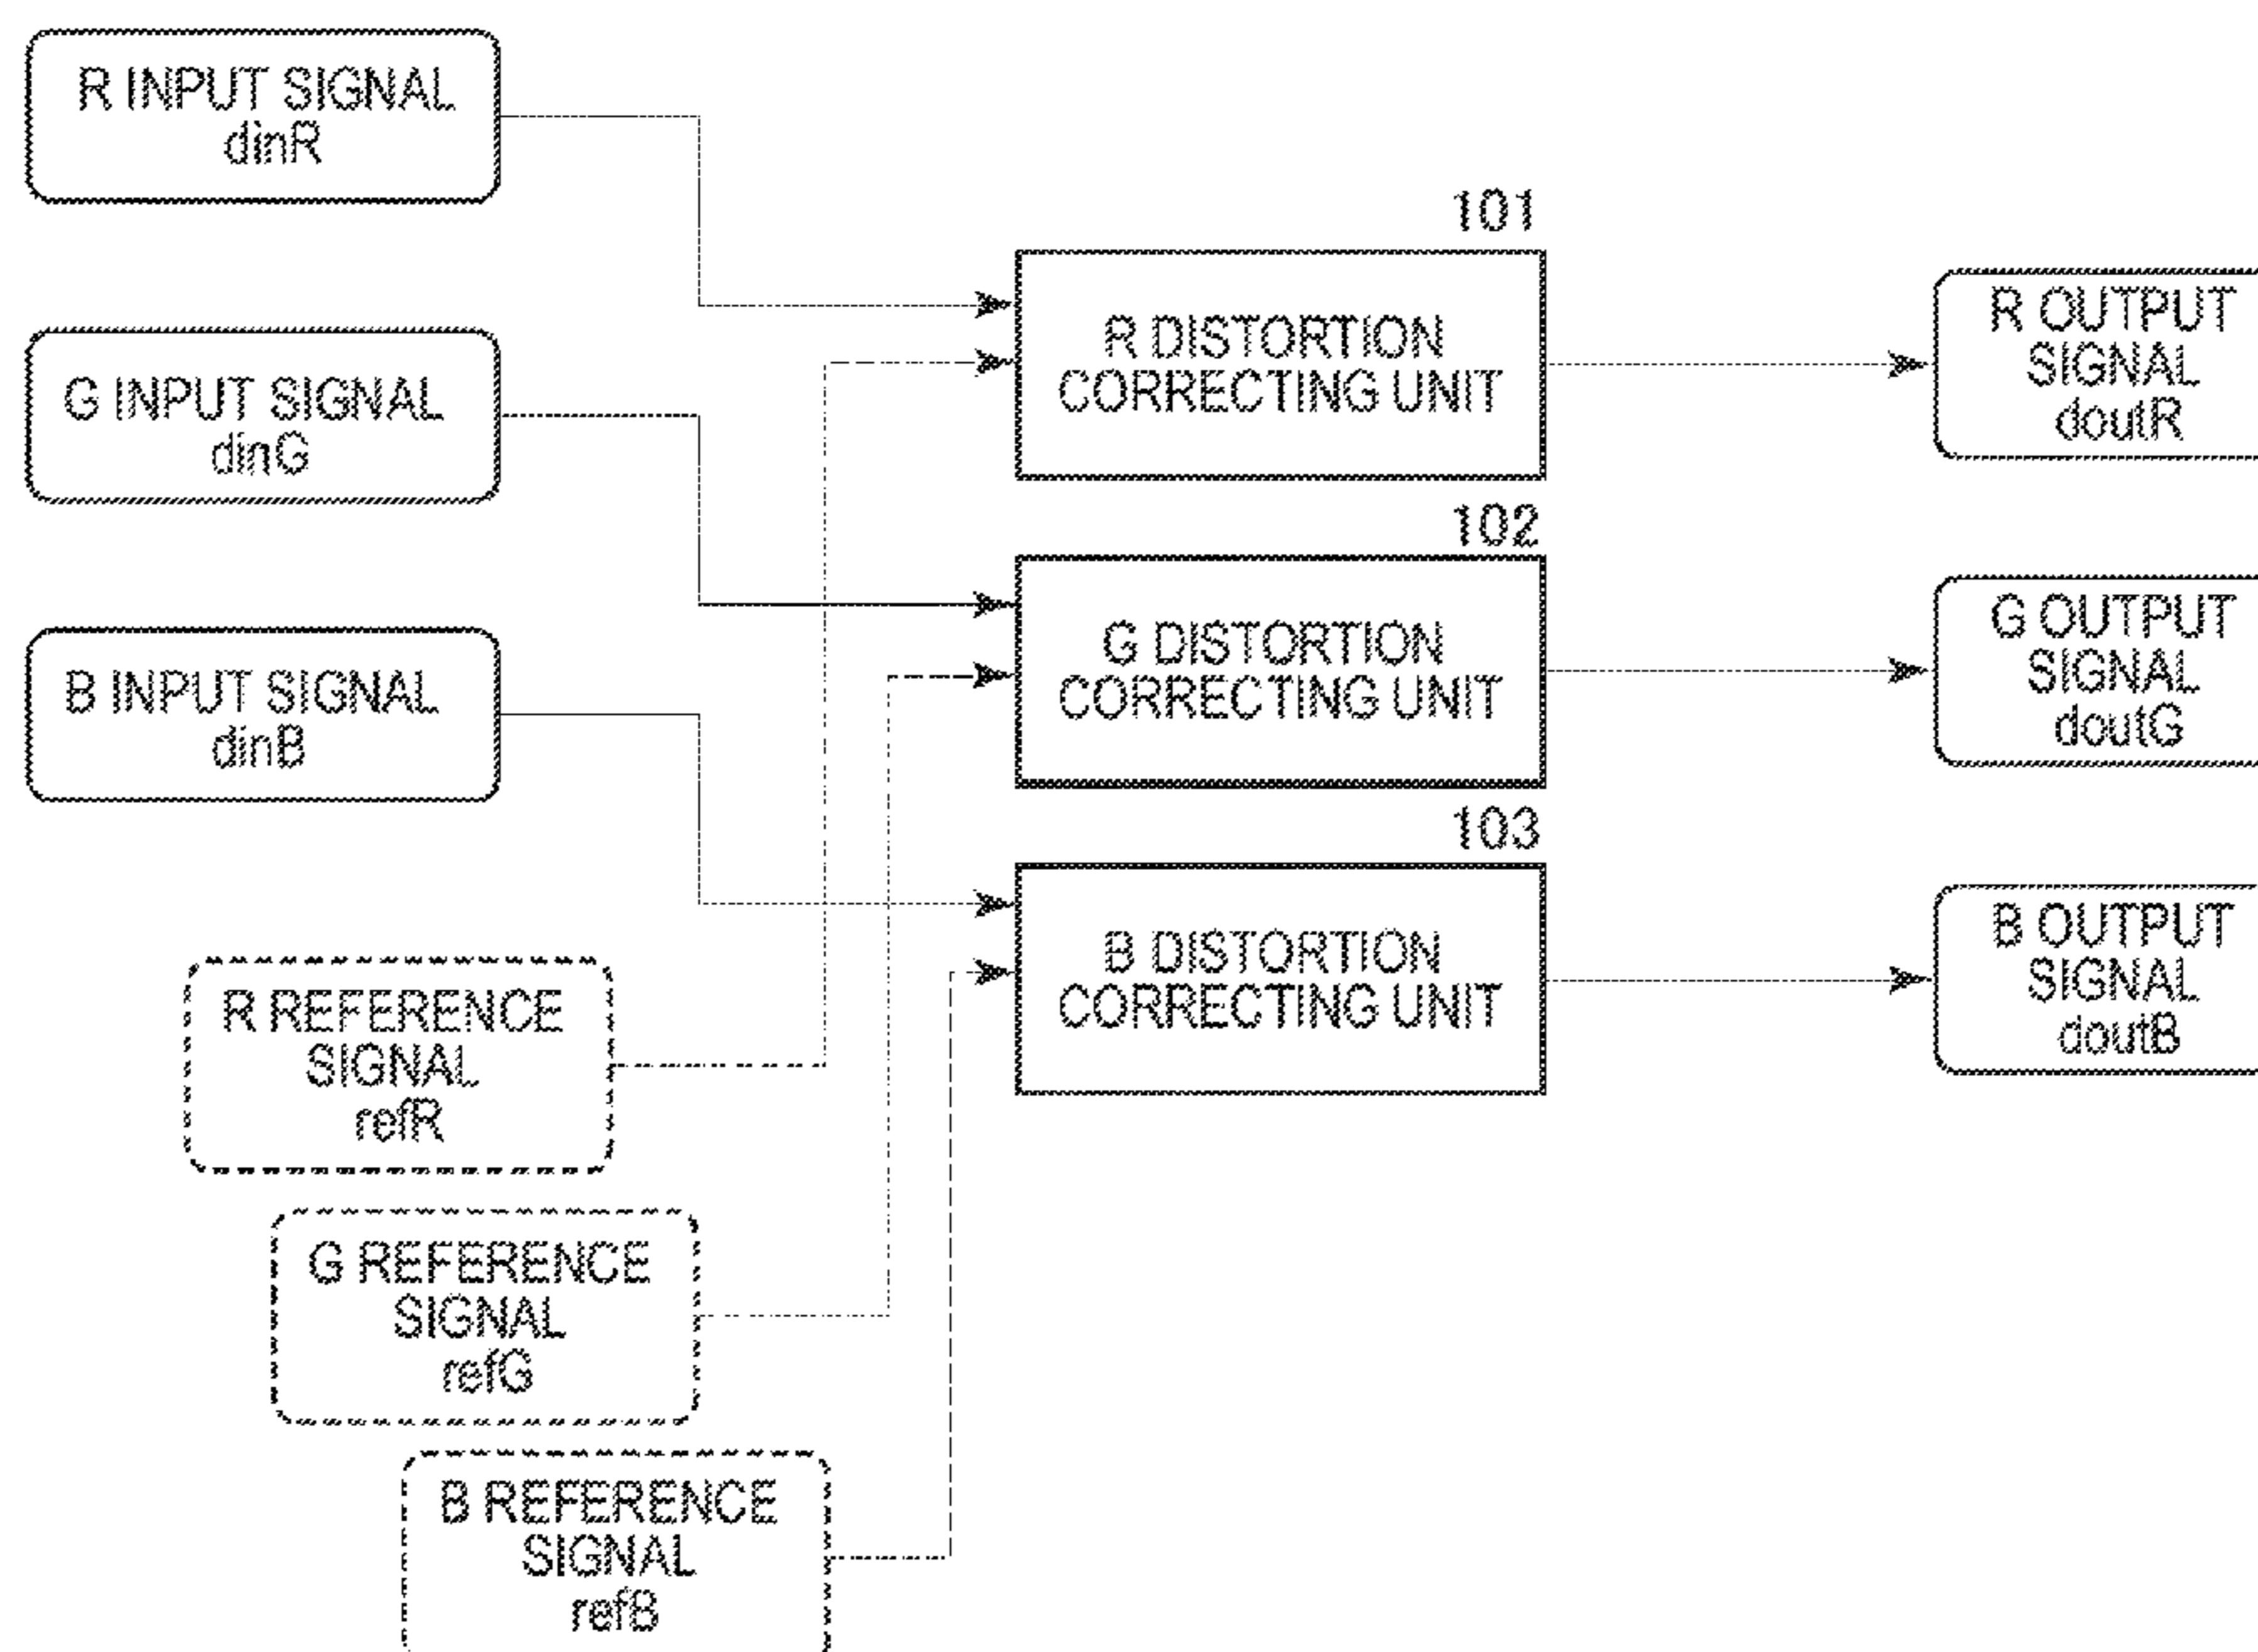 R INPUT SIGNAL
dinR
G INPUT SIGNAL
dinG
B INPUT SIGNAL
dinB
R REFERENCE
SIGNAL
refR
G REFERENCE
SIGNAL
refG
B REFERENCE
SIGNAL
refB
101
R DISTORTION
CORRECTING UNIT
102
G DISTORTION
CORRECTING UNIT
103
B DISTORTION
CORRECTING UNIT
R OUTPUT
SIGNAL
doutR
G OUTPUT
SIGNAL
doutG
B OUTPUT
SIGNAL
doutB